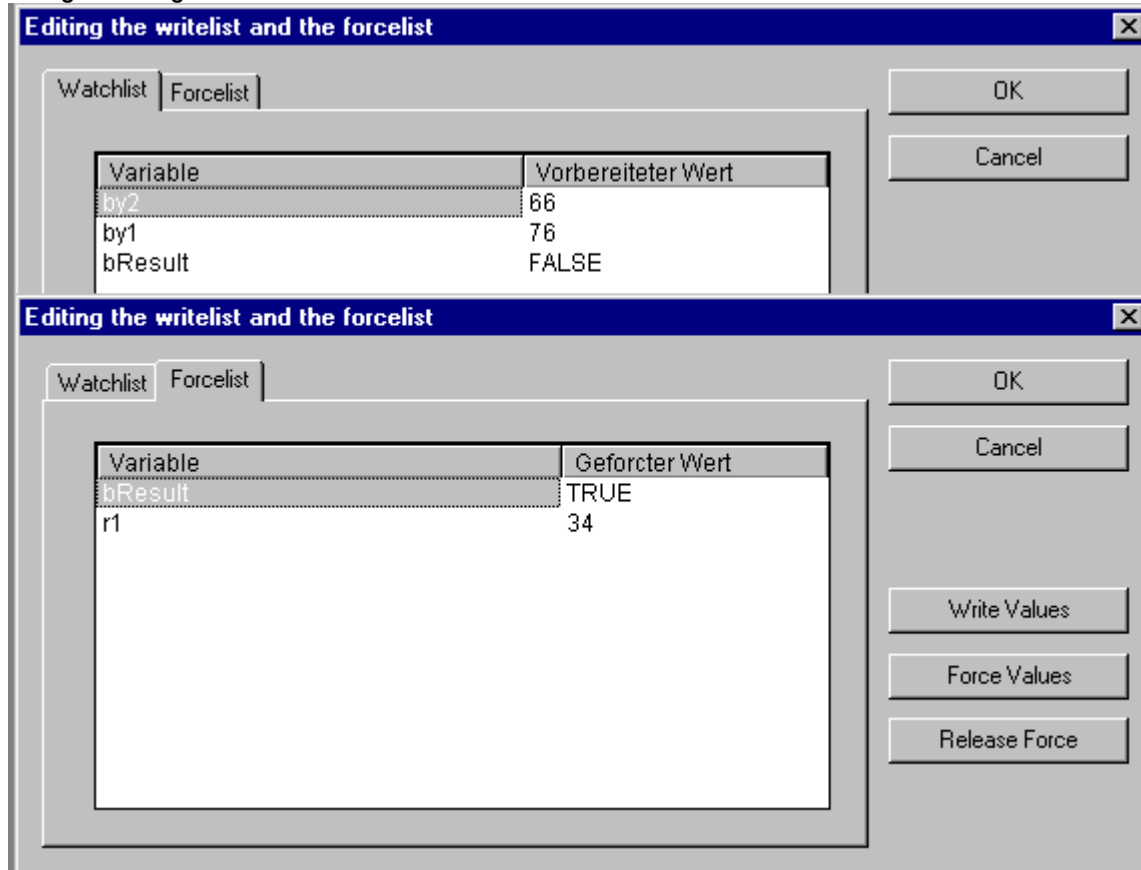 Editing the writelist and the forcelist
Watchlist Forcelist
OK
Cancel
Variable Vorbereiteter Wert
by2 66
by1 76
bResult FALSE
Editing the writelist and the forcelist
Watchlist Forcelist
OK
Cancel
Variable Geforcter Wert
bResult TRUE
r1 34
Write Values
Force Values
Release Force